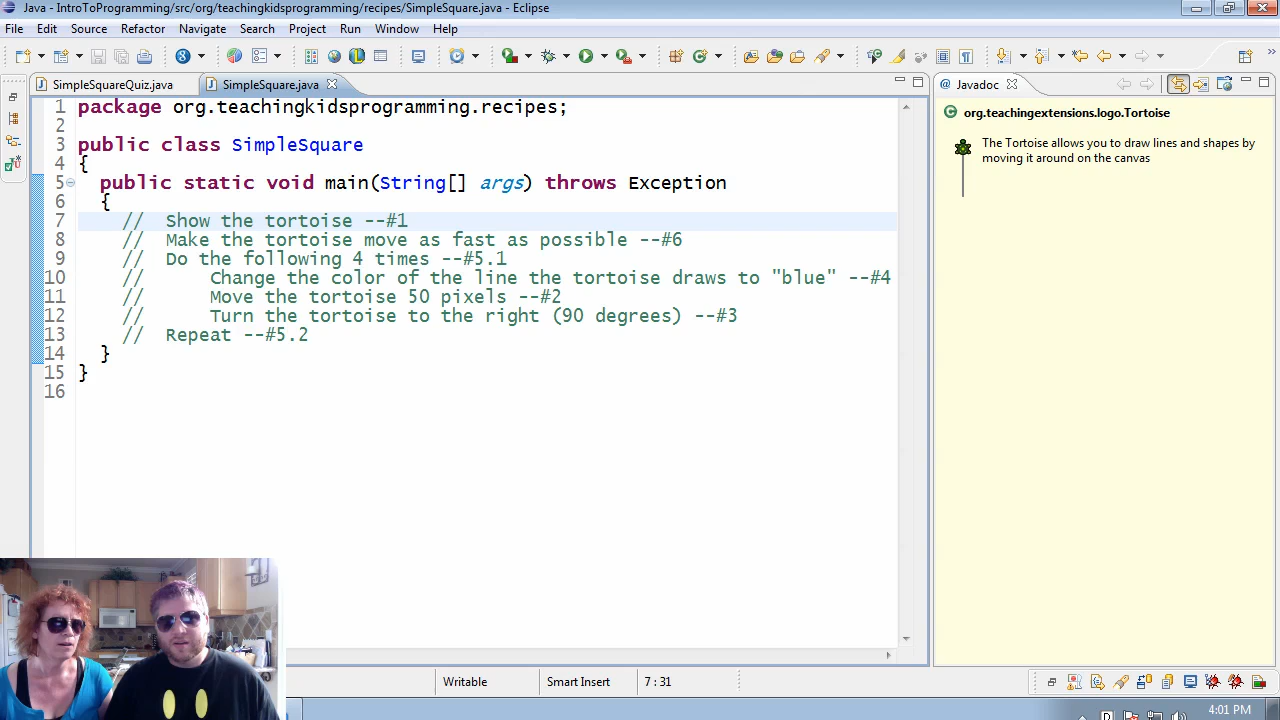 Java - IntroToProgramming/src/org/teachingkidsprogramming/recipes/SimpleSquare.java - Eclipse
File Edit Source Refactor Navigate Search Project Run Window Help
SimpleSquareQuiz.java SimpleSquare.java
@ Javadoc
1 package org.teachingkidsprogramming.recipes;
2
3 public class SimpleSquare
4 {
5 public static void main(String[] args) throws Exception
6 {
7 // Show the tortoise --#1
8 // Make the tortoise move as fast as possible --#6
9 // Do the following 4 times --#5.1
10 // Change the color of the line the tortoise draws to "blue" --#4
11 // Move the tortoise 50 pixels --#2
12 // Turn the tortoise to the right (90 degrees) --#3
13 // Repeat --#5.2
14 }
15 }
16
org.teachingextensions.logo.Tortoise
The Tortoise allows you to draw lines and shapes by
moving it around on the canvas
Writable Smart Insert 7 : 31
4:01 PM